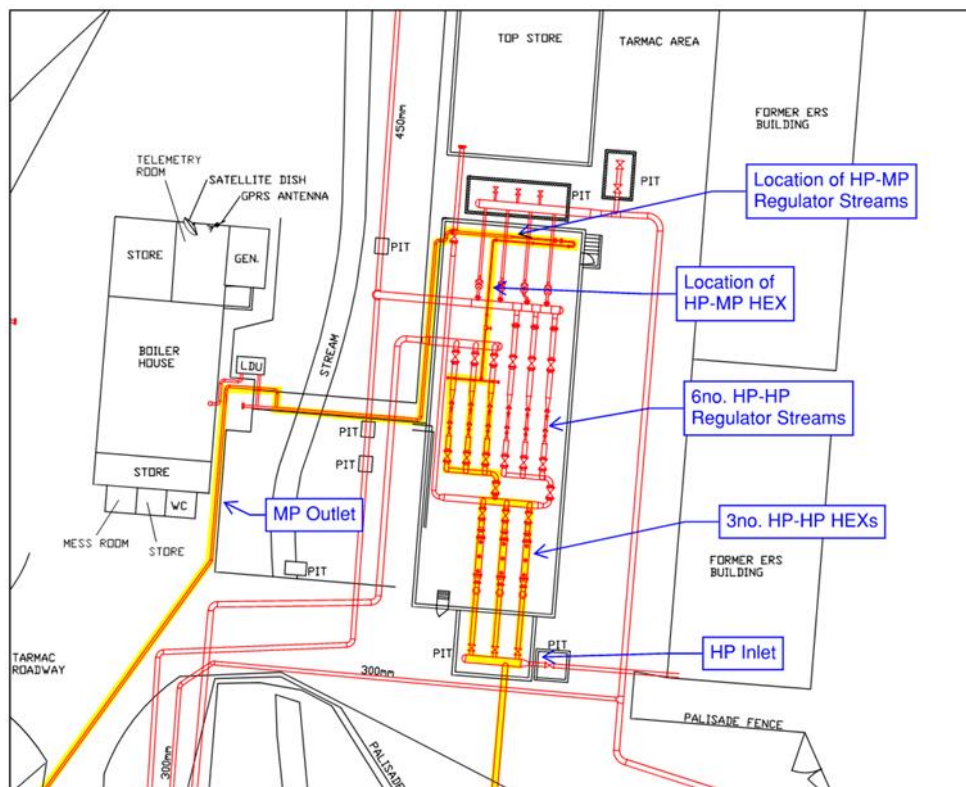 TOP STORE
TARMAC AREA
FORMER ERS
BUILDING
450mm
TELEMETRY
ROOM
SATELLITE DISH
GPRS ANTENNA
PIT
PIT
Location of HP-MP
Regulator Streams
STORE
GEN.
PIT
Location of
HP-MP HEX
BOILER
HOUSE
LDU
STREAM
6no. HP-HP
Regulator Streams
PIT
PIT
STORE
WC
MP Outlet
MESS ROOM
STORE
3no. HP-HP HEXs
PIT
FORMER ERS
BUILDING
TARMAC
ROADWAY
PIT
PIT
HP Inlet
300mm
PALISADE FENCE
300mm
PALISADE